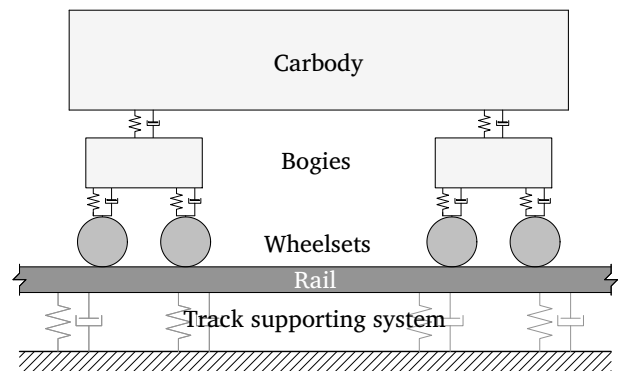 Carbody
Bogies
Wheelsets
Rail
Track supporting system